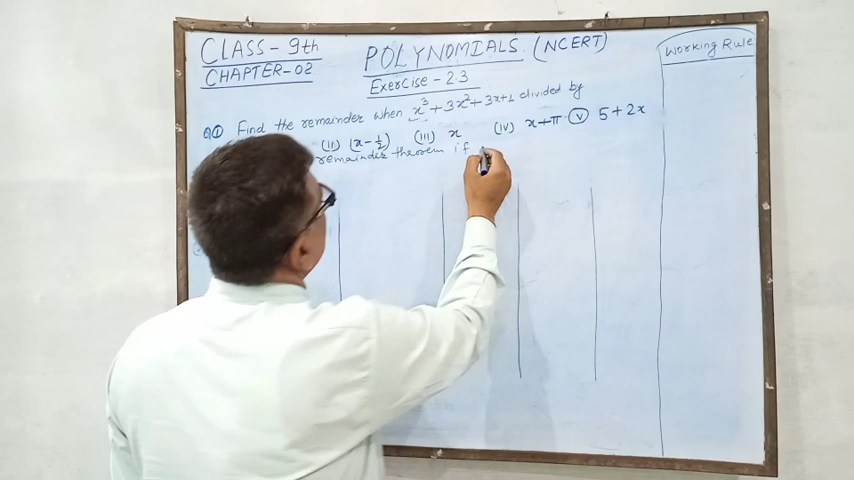 CLASS - 9th
CHAPTER-02
POLYNOMIALS (NCERT)
Exercise - 2.3
Working Rule
Q① Find the remainder when x³ + 3x² + 3x + 1 divided by
(ii) (x - 1/2) (iii) x (iv) x + π (v) 5 + 2x
remainder theorem if